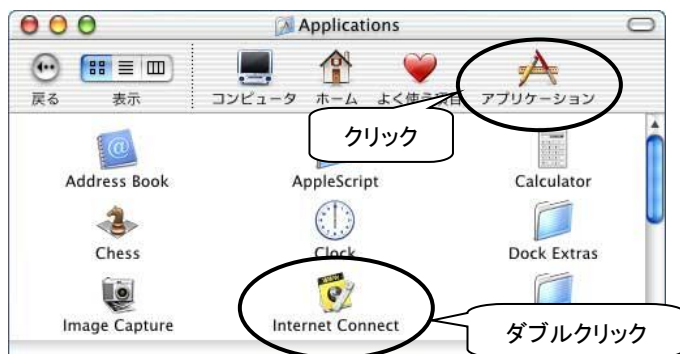 Applications
戻る 表示 コンピュータ ホーム よく使う項目 アプリケーション
クリック
Address Book AppleScript Calculator
Chess Clock Dock Extras
Image Capture Internet Connect
ダブルクリック